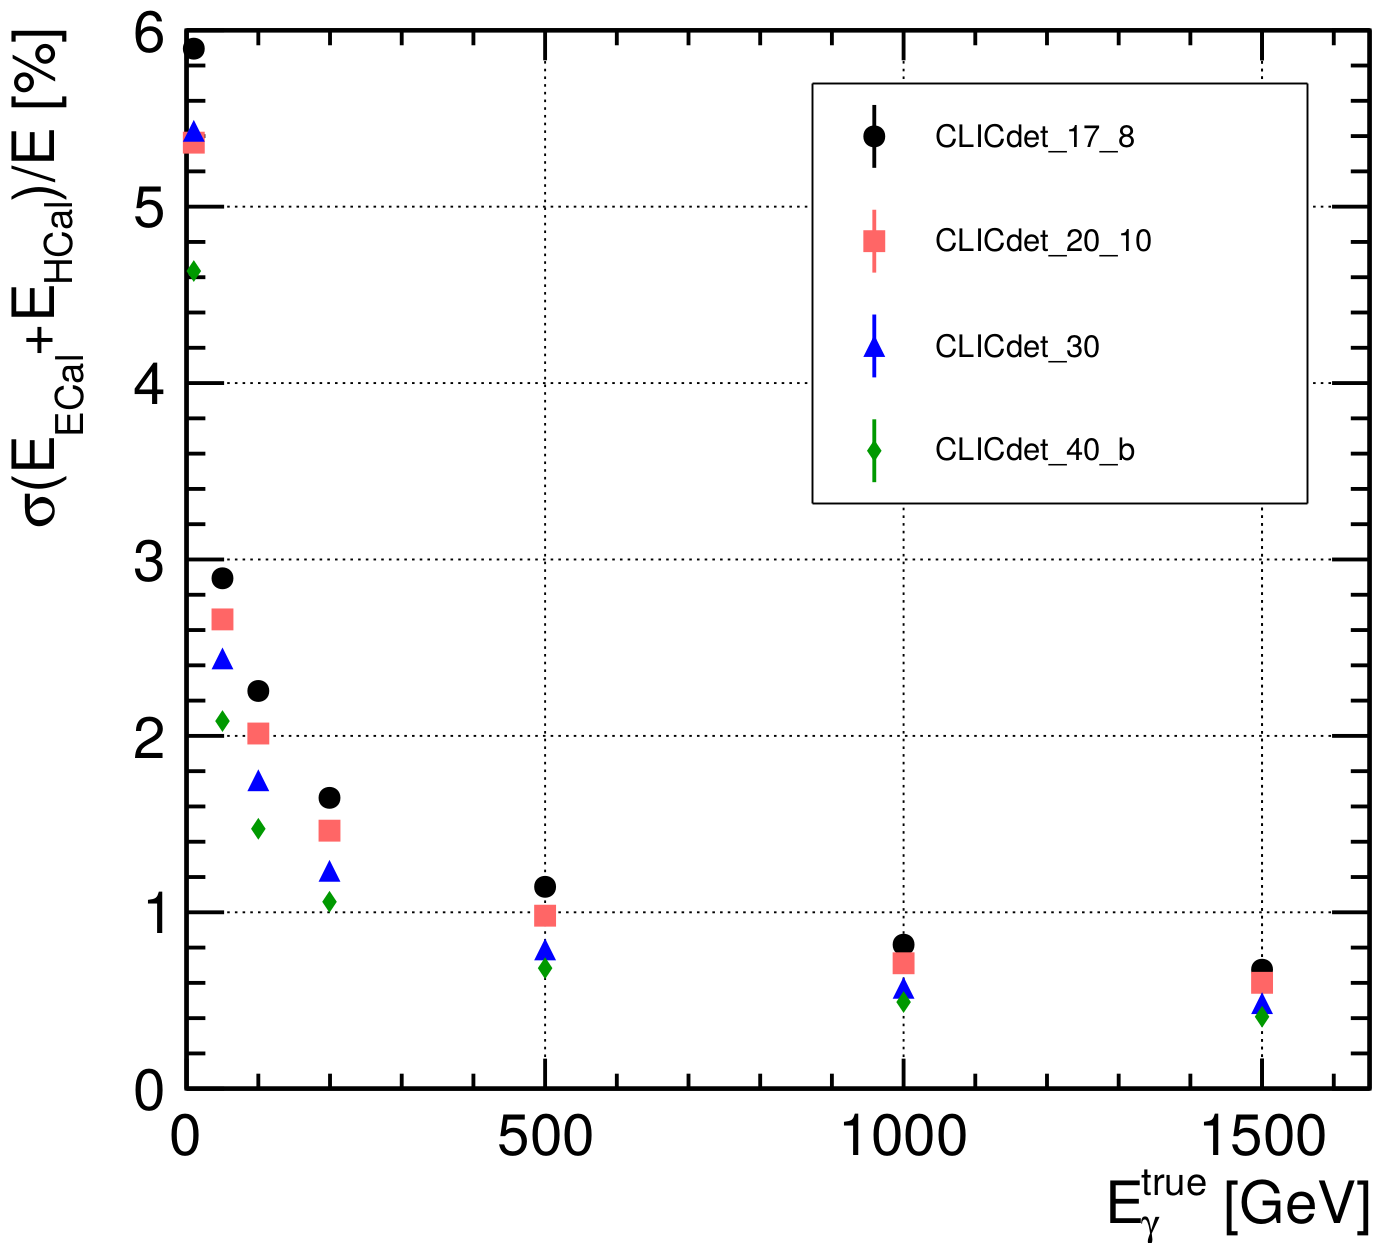 σ(E_ECal+E_HCal)/E [%]
6
5
4
3
2
1
0
CLICdet_17_8
CLICdet_20_10
CLICdet_30
CLICdet_40_b
0 500 1000 1500
E_γ^true [GeV]